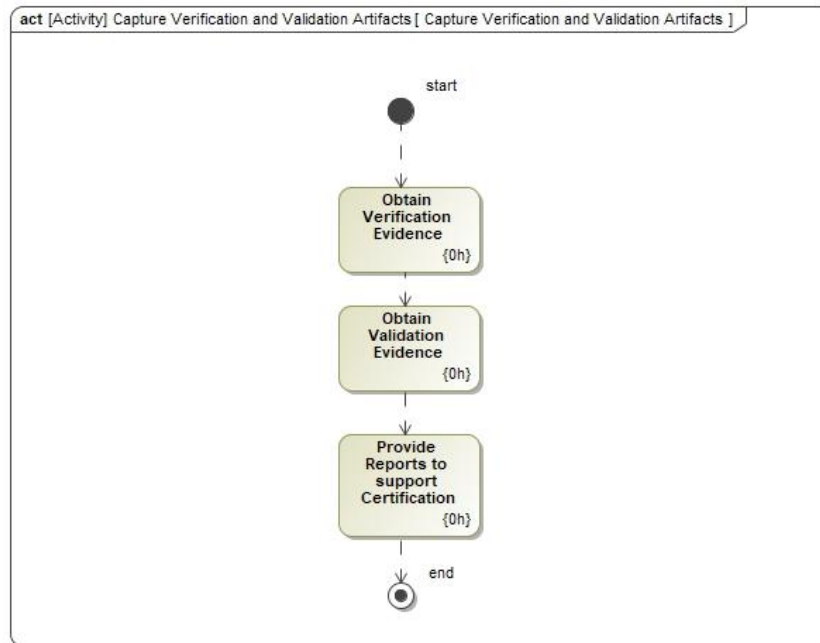 act [Activity] Capture Verification and Validation Artifacts [ Capture Verification and Validation Artifacts ]
start
Obtain
Verification
Evidence
{0h}
Obtain
Validation
Evidence
{0h}
Provide
Reports to
support
Certification
{0h}
end